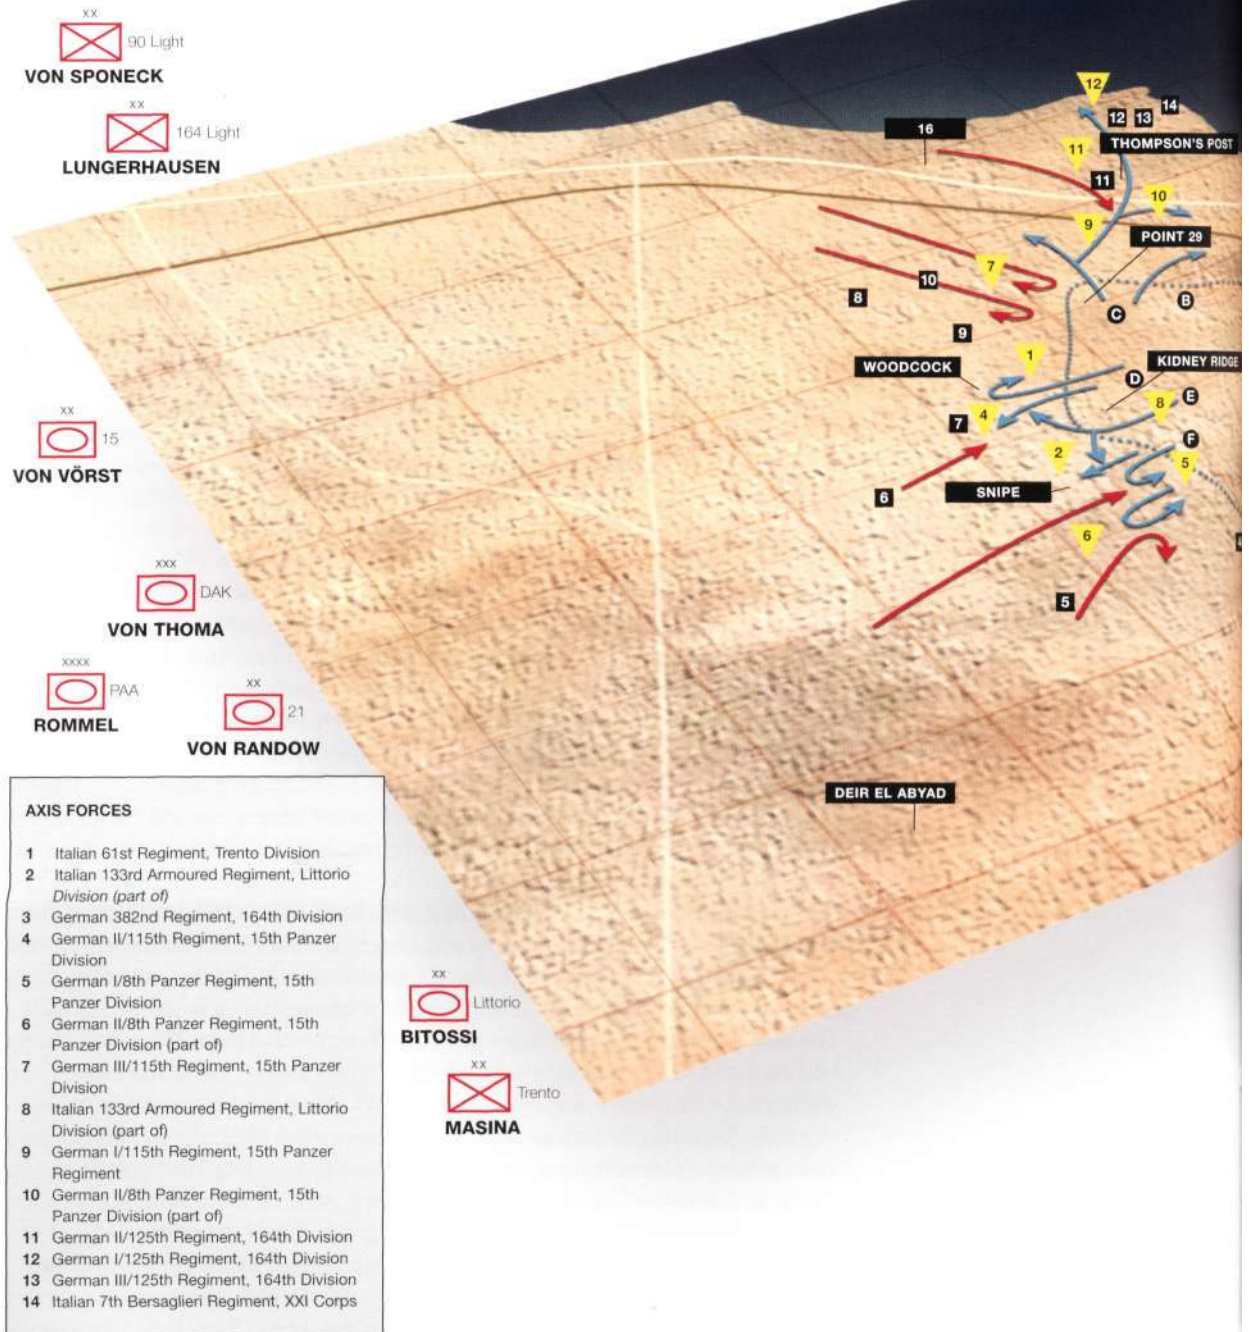 xx
90 Light
VON SPONECK
xx
164 Light
LUNGERHAUSEN
12
12 13 14
16
11
THOMPSON'S POST
11
10
9
POINT 29
7
10
8
B
C
9
1
KIDNEY RIDGE
WOODCOCK
D
E
8
4
7
xx
15
VON VÖRST
F
2
5
6
SNIPE
6
xxx
DAK
VON THOMA
5
xxxx
PAA
ROMMEL
xx
21
VON RANDOW
DEIR EL ABYAD
AXIS FORCES
1 Italian 61st Regiment, Trento Division
2 Italian 133rd Armoured Regiment, Littorio
Division (part of)
3 German 382nd Regiment, 164th Division
4 German II/115th Regiment, 15th Panzer
Division
5 German I/8th Panzer Regiment, 15th
Panzer Division
6 German II/8th Panzer Regiment, 15th
Panzer Division (part of)
7 German III/115th Regiment, 15th Panzer
Division
8 Italian 133rd Armoured Regiment, Littorio
Division (part of)
9 German I/115th Regiment, 15th Panzer
Regiment
10 German II/8th Panzer Regiment, 15th
Panzer Division (part of)
11 German II/125th Regiment, 164th Division
12 German I/125th Regiment, 164th Division
13 German III/125th Regiment, 164th Division
14 Italian 7th Bersaglieri Regiment, XXI Corps
xx
Littorio
BITOSSI
xx
Trento
MASINA